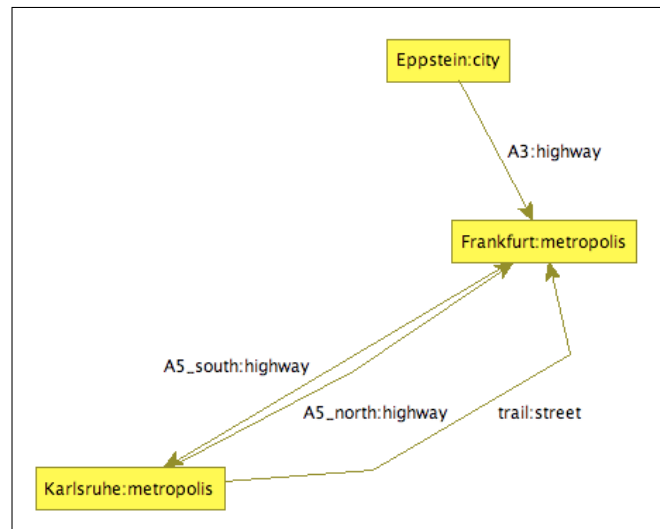 Eppstein:city
A3:highway
Frankfurt:metropolis
A5_south:highway
A5_north:highway
trail:street
Karlsruhe:metropolis